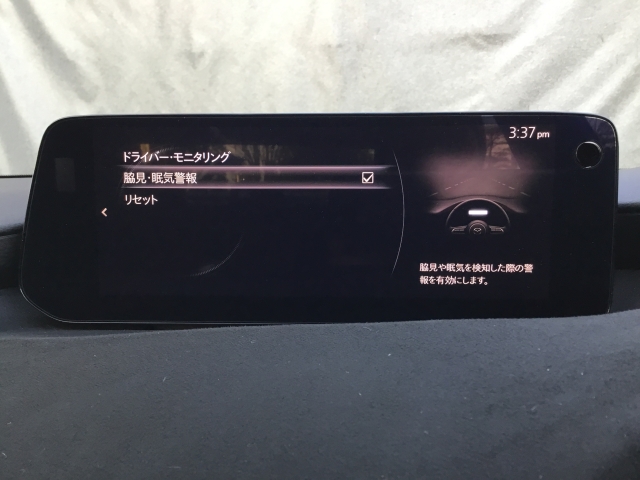 3:37pm
ドライバー・モニタリング
脇見・眠気警報
リセット
脇見や眠気を検知した際の警
報を有効にします。